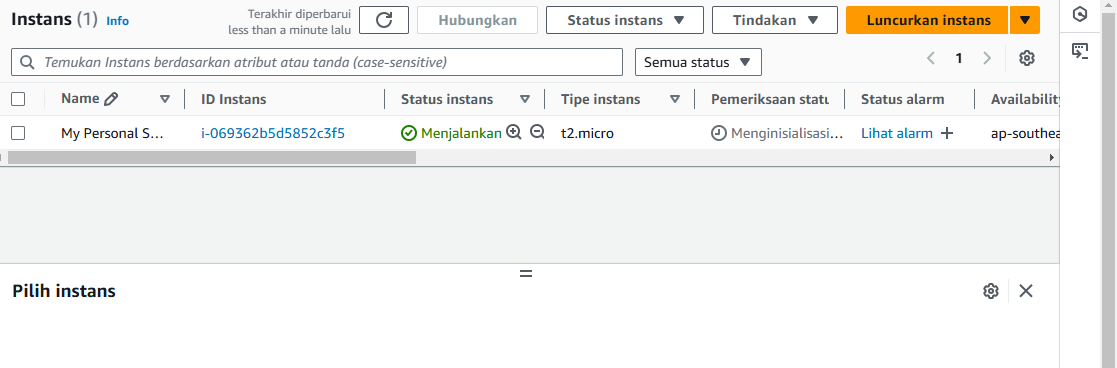 Instans (1) Info
Terakhir diperbarui
less than a minute lalu
Hubungkan
Status instans
Tindakan
Luncurkan instans
Temukan Instans berdasarkan atribut atau tanda (case-sensitive)
Semua status
1
Name ID Instans Status instans Tipe instans Pemeriksaan statu Status alarm Availability
My Personal S... i-069362b5d5852c3f5 Menjalankan t2.micro Menginisialisasi... Lihat alarm ap-southea
Pilih instans